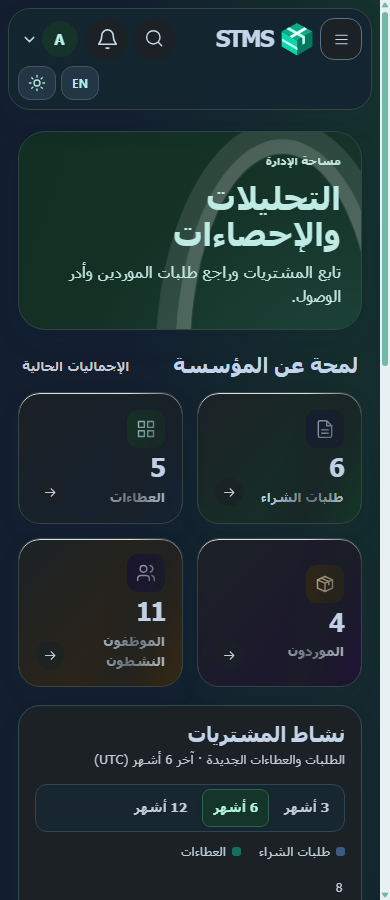 STMS
A
EN
مساحة الإدارة
التحليلات
والإحصاءات
تابع المشتريات وراجع طلبات الموردين وأدر
الوصول.
لمحة عن المؤسسة
الإجماليات الحالية
6
طلبات الشراء
5
العطاءات
4
الموردون
11
الموظفون
النشطون
نشاط المشتريات
الطلبات والعطاءات الجديدة · آخر 6 أشهر (UTC)
3 أشهر
6 أشهر
12 أشهر
طلبات الشراء
العطاءات
8